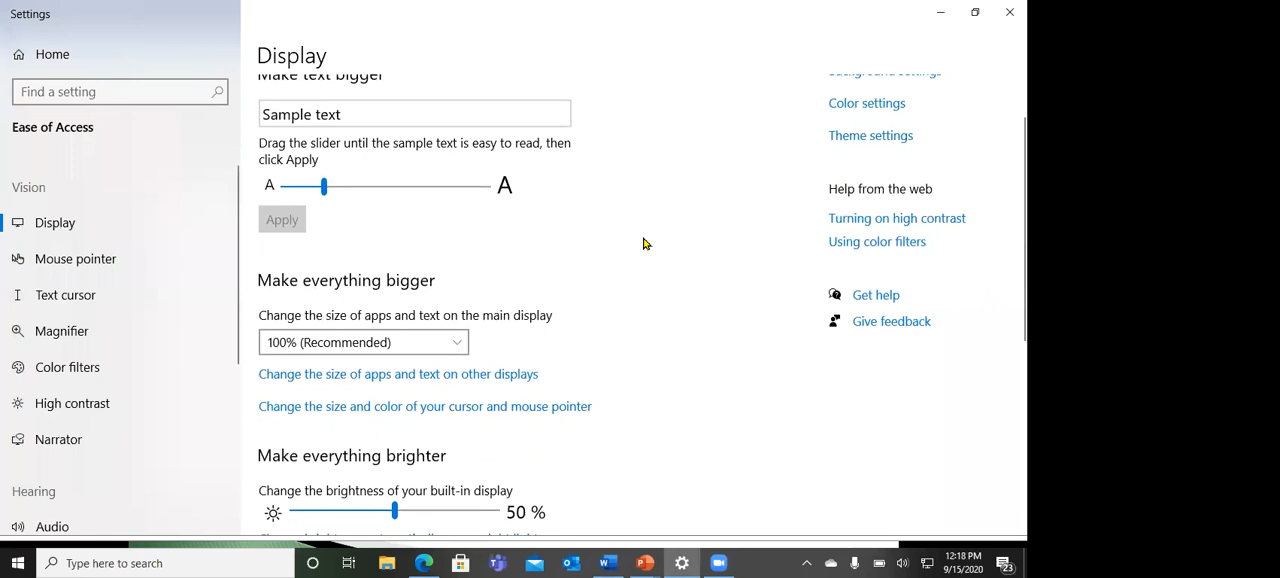 Settings
Home
Find a setting
Ease of Access
Vision
Display
Mouse pointer
Text cursor
Magnifier
Color filters
High contrast
Narrator
Hearing
Audio
Display
Make text bigger
Sample text
Drag the slider until the sample text is easy to read, then
click Apply
A A
Apply
Make everything bigger
Change the size of apps and text on the main display
100% (Recommended)
Change the size of apps and text on other displays
Change the size and color of your cursor and mouse pointer
Make everything brighter
Change the brightness of your built-in display
50 %
Background settings
Color settings
Theme settings
Help from the web
Turning on high contrast
Using color filters
Get help
Give feedback
Type here to search
12:18 PM
9/15/2020
23